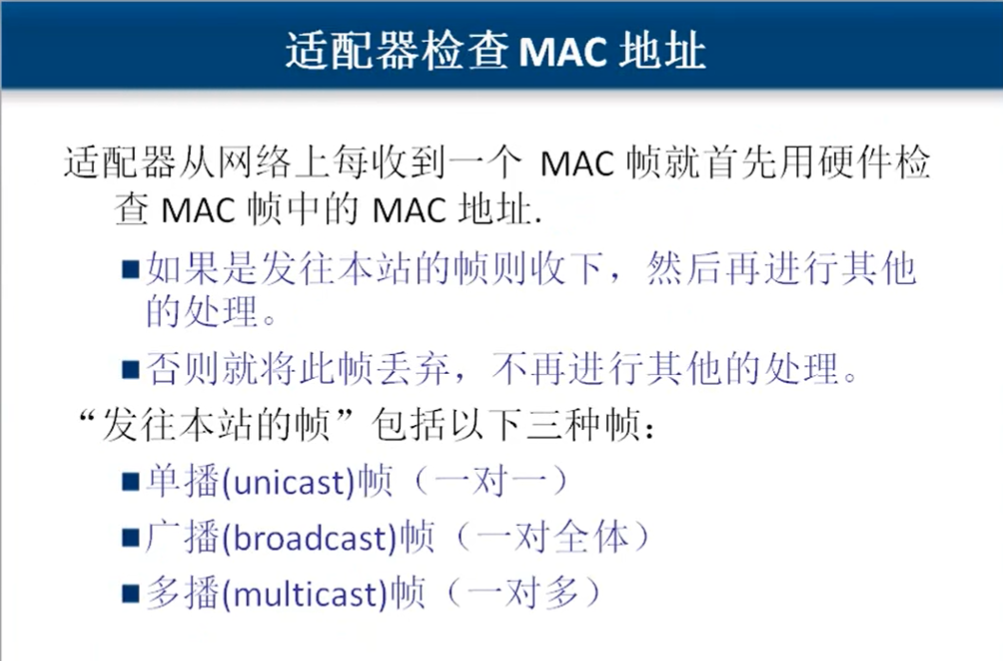 适配器检查 MAC 地址
适配器从网络上每收到一个 MAC 帧就首先用硬件检
查 MAC 帧中的 MAC 地址.
■如果是发往本站的帧则收下，然后再进行其他
的处理。
■否则就将此帧丢弃，不再进行其他的处理。
“发往本站的帧”包括以下三种帧：
■单播(unicast)帧（一对一）
■广播(broadcast)帧（一对全体）
■多播(multicast)帧（一对多）